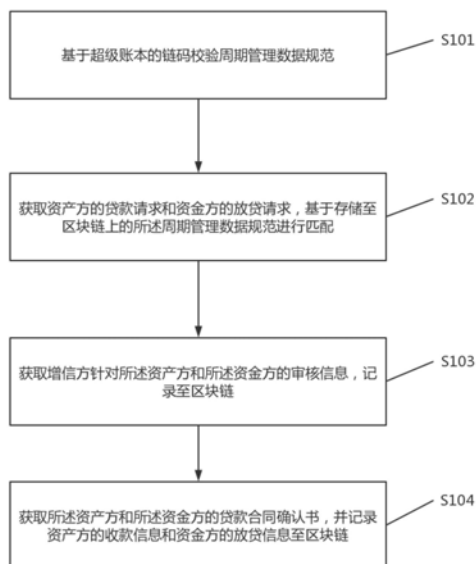 基于超级账本的链码校验周期管理数据规范
S101
获取资产方的贷款请求和资金方的放贷请求，基于存储至
区块链上的所述周期管理数据规范进行匹配
S102
获取增信方针对所述资产方和所述资金方的审核信息，记
录至区块链
S103
获取所述资产方和所述资金方的贷款合同确认书，并记录
资产方的收款信息和资金方的放贷信息至区块链
S104